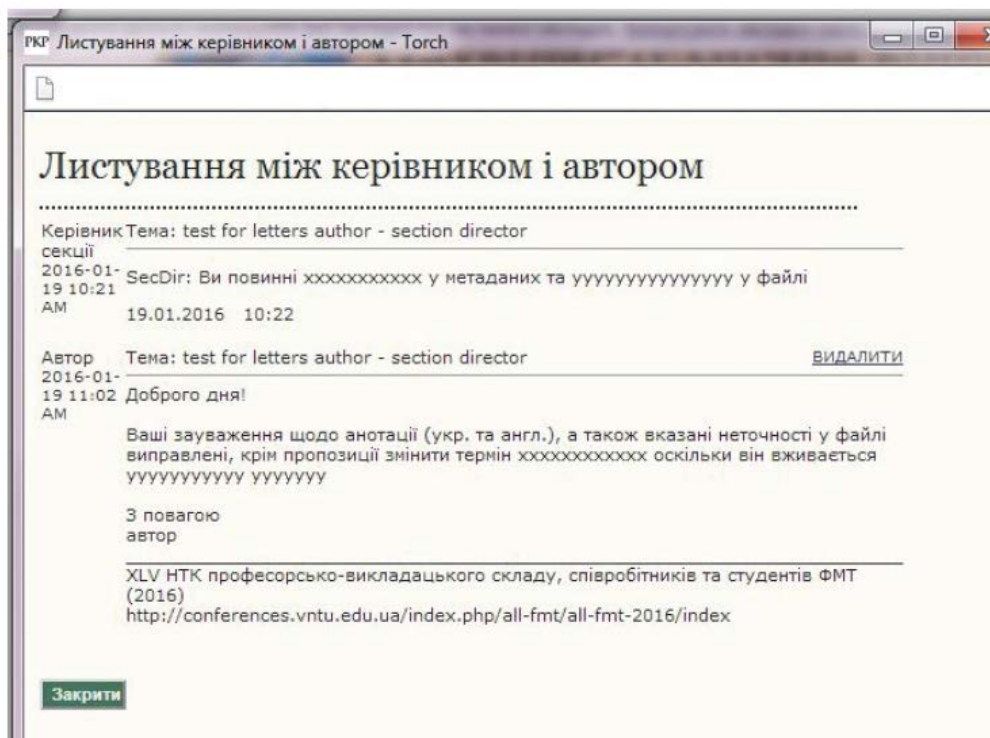 PKP Листування між керівником і автором - Torch
Листування між керівником і автором
Керівник
секції
2016-01-
19 10:21
AM
Тема: test for letters author - section director
SecDir: Ви повинні xxxxxxxxxxx у метаданих та yyyyyyyyyyyyyyy у файлі
19.01.2016 10:22
Автор
2016-01-
19 11:02
AM
Тема: test for letters author - section director
ВИДАЛИТИ
Доброго дня!
Ваші зауваження щодо анотації (укр. та англ.), а також вказані неточності у файлі
виправлені, крім пропозиції змінити термін xxxxxxxxxxxx оскільки він вживається
yyyyyyyyyyy yyyyyyy
З повагою
автор
XLV НТК професорсько-викладацького складу, співробітників та студентів ФМТ
(2016)
http://conferences.vntu.edu.ua/index.php/all-fmt/all-fmt-2016/index
Закрити